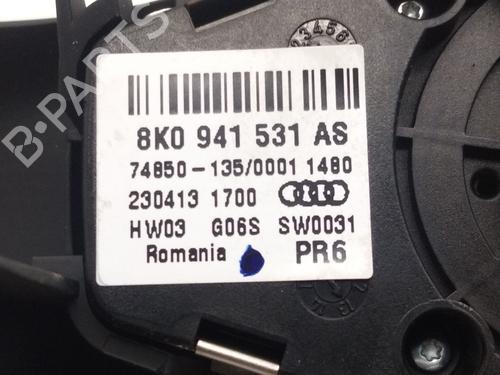 B-PARTS
8K0 941 531 AS
74850-135/0001 1480
230413 1700
HW03 G06S SW0031
Romania PR6